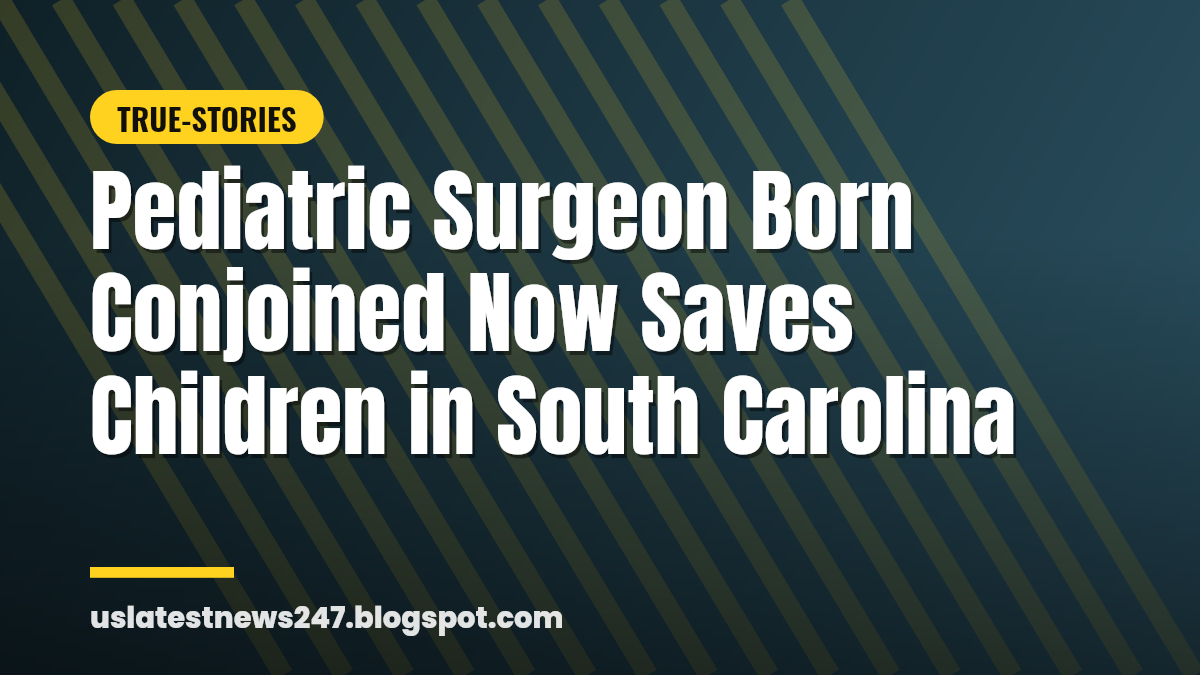 TRUE-STORIES
Pediatric Surgeon Born
Conjoined Now Saves
Children in South Carolina
uslatestnews247.blogspot.com